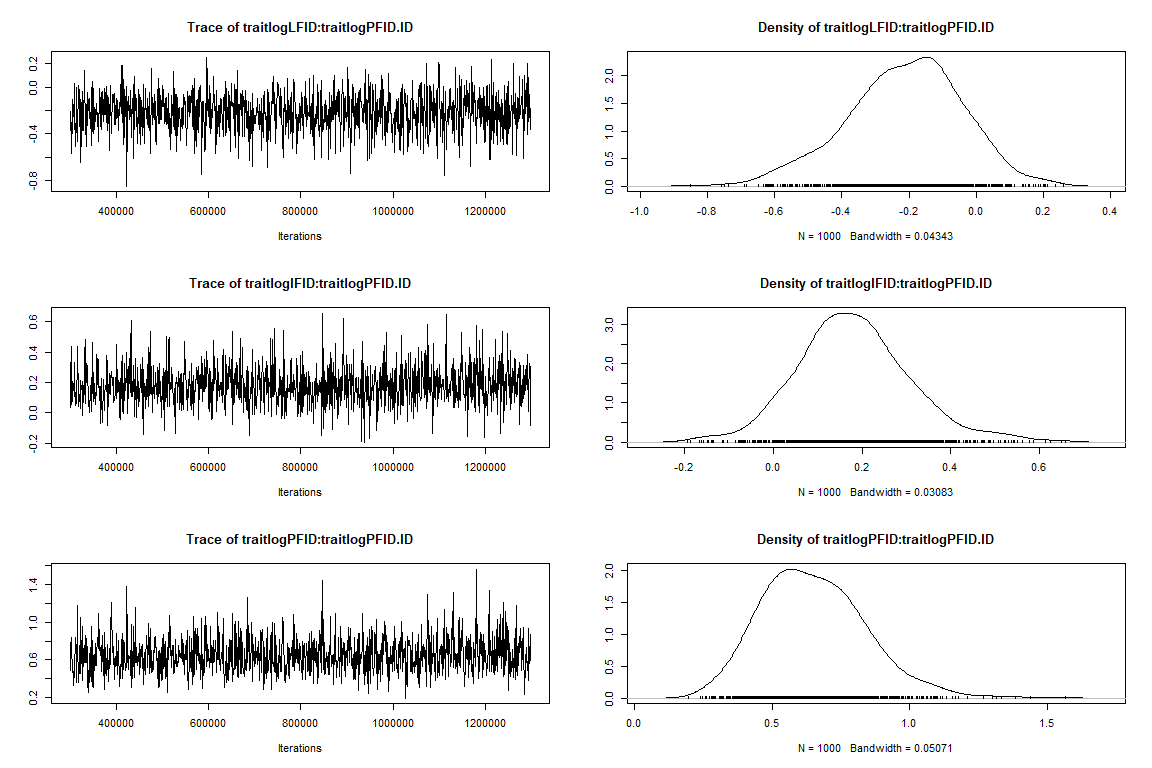 Trace of traitlogLFID:traitlogPFID.ID
0.2
0.0
-0.4
-0.8
400000 600000 800000 1000000 1200000
Iterations
Density of traitlogLFID:traitlogPFID.ID
2.0
1.5
1.0
0.5
0.0
-1.0 -0.8 -0.6 -0.4 -0.2 0.0 0.2 0.4
N = 1000 Bandwidth = 0.04343
Trace of traitlogIFID:traitlogPFID.ID
0.6
0.4
0.2
0.0
-0.2
400000 600000 800000 1000000 1200000
Iterations
Density of traitlogIFID:traitlogPFID.ID
3.0
2.0
1.0
0.0
-0.2 0.0 0.2 0.4 0.6
N = 1000 Bandwidth = 0.03083
Trace of traitlogPFID:traitlogPFID.ID
1.4
1.0
0.6
0.2
400000 600000 800000 1000000 1200000
Iterations
Density of traitlogPFID:traitlogPFID.ID
2.0
1.5
1.0
0.5
0.0
0.0 0.5 1.0 1.5
N = 1000 Bandwidth = 0.05071